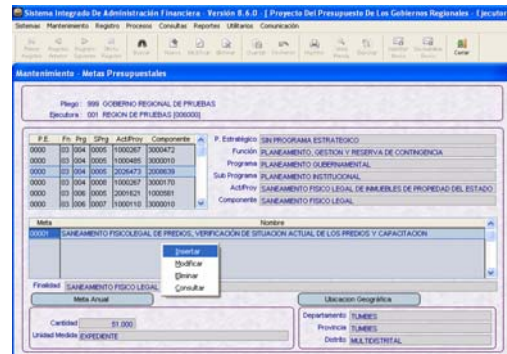 Sistema Integrado De Administración Financiera - Versión 8.6.0 - [ Proyecto Del Presupuesto De Los Gobiernos Regionales - Ejecutor
Sistemas Mantenimiento Registro Procesos Consultas Reportes Utilitarios Comunicación
Buscar Cerrar
Mantenimiento - Metas Presupuestales
Pliego : 999 GOBIERNO REGIONAL DE PRUEBAS
Ejecutora : 001 REGION DE PRUEBAS [006000]
P.E. Fn Prg SPrg Act/Proy Componente
0000 03 004 0005 1000267 3000472
0000 03 004 0005 1000485 3000010
0000 03 004 0005 2026473 2008639
0000 03 004 0008 1000267 3000170
0000 03 006 0005 2001621 1000681
0000 03 006 0007 1000110 3000010
P. Estratégico SIN PROGRAMA ESTRATEGICO
Función PLANEAMIENTO, GESTION Y RESERVA DE CONTINGENCIA
Programa PLANEAMIENTO GUBERNAMENTAL
Sub Programa PLANEAMIENTO INSTITUCIONAL
Act/Proy SANEAMIENTO FISICO LEGAL DE INMUEBLES DE PROPIEDAD DEL ESTADO
Componente SANEAMIENTO FISICO LEGAL
Meta Nombre
00001 SANEAMIENTO FISICOLEGAL DE PREDIOS, VERIFICACIÓN DE SITUACION ACTUAL DE LOS PREDIOS Y CAPACITACION
Insertar
Modificar
Eliminar
Consultar
Finalidad SANEAMIENTO FISICO LEGAL
Meta Anual
Cantidad 51.000
Unidad Medida EXPEDIENTE
Ubicacion Geográfica
Departamento TUMBES
Provincia TUMBES
Distrito MULTIDISTRITAL